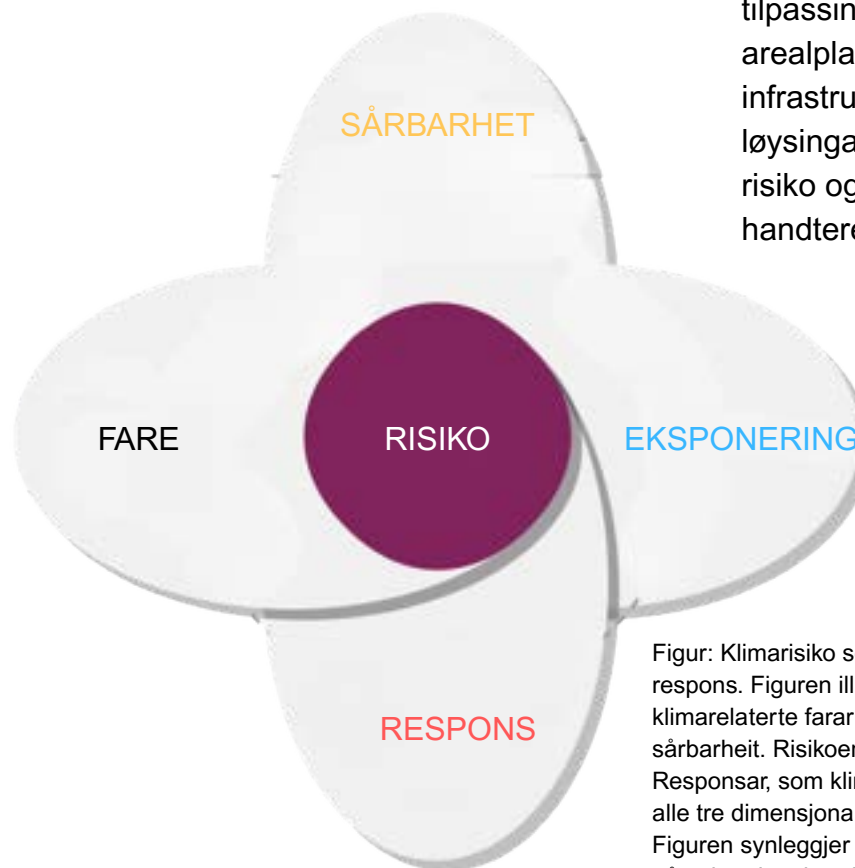 tilpassin
arealpla
infrastru
løysinga
risiko og
handtere
SÅRBARHET
FARE
RISIKO
EKSPONERING
RESPONS
Figur: Klimarisiko s
respons. Figuren ill
klimarelaterte farar
sårbarheit. Risikoer
Responsar, som klir
alle tre dimensjona
Figuren synleggjer